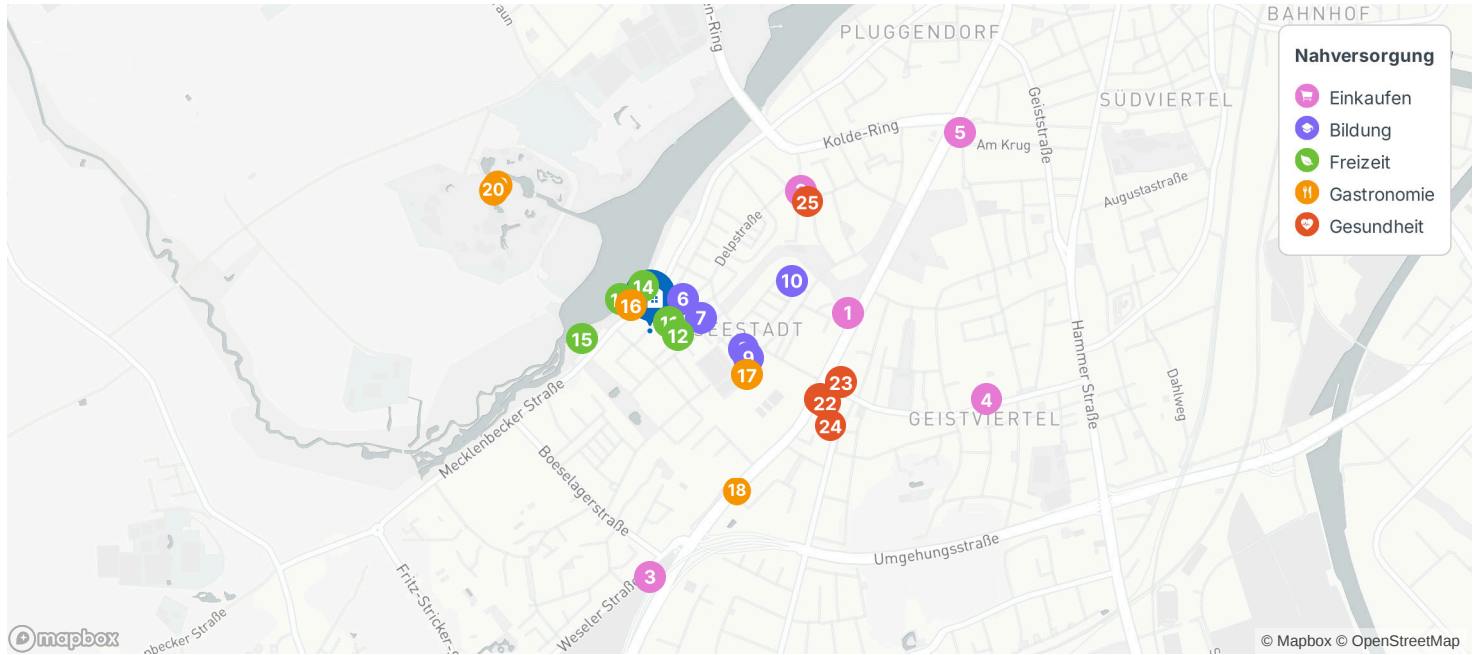 BAHNHOF
PLUGGENDORF
Nahversorgung
Einkaufen
Bildung
Freizeit
Gastronomie
Gesundheit
SÜDVIERTEL
Geiststraße
Kolde-Ring
5
Am Krug
Augustastraße
20
25
Delpstraße
10
14
6
16
7
1
12
15
9
17
Hammer Straße
23
22
24
4
GEISTVIERTEL
Dahlweg
Mecklenbecker Straße
Boeselagerstraße
18
Umgehungsstraße
3
Weseler Straße
© Mapbox © OpenStreetMap
mapbox